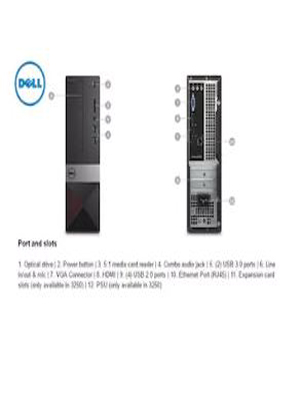 DELL
DELL
Port and slots
1. Optical drive | 2. Power button | 3. 5:1 media card reader | 4. Combo audio jack | 5. (2) USB 3.0 ports | 6. Line
in/out & mic | 7. VGA Connector | 8. HDMI | 9. (4) USB 2.0 ports | 10. Ethernet Port (RJ45) | 11. Expansion card
slots (only available in 3250) | 12. PSU (only available in 3250)